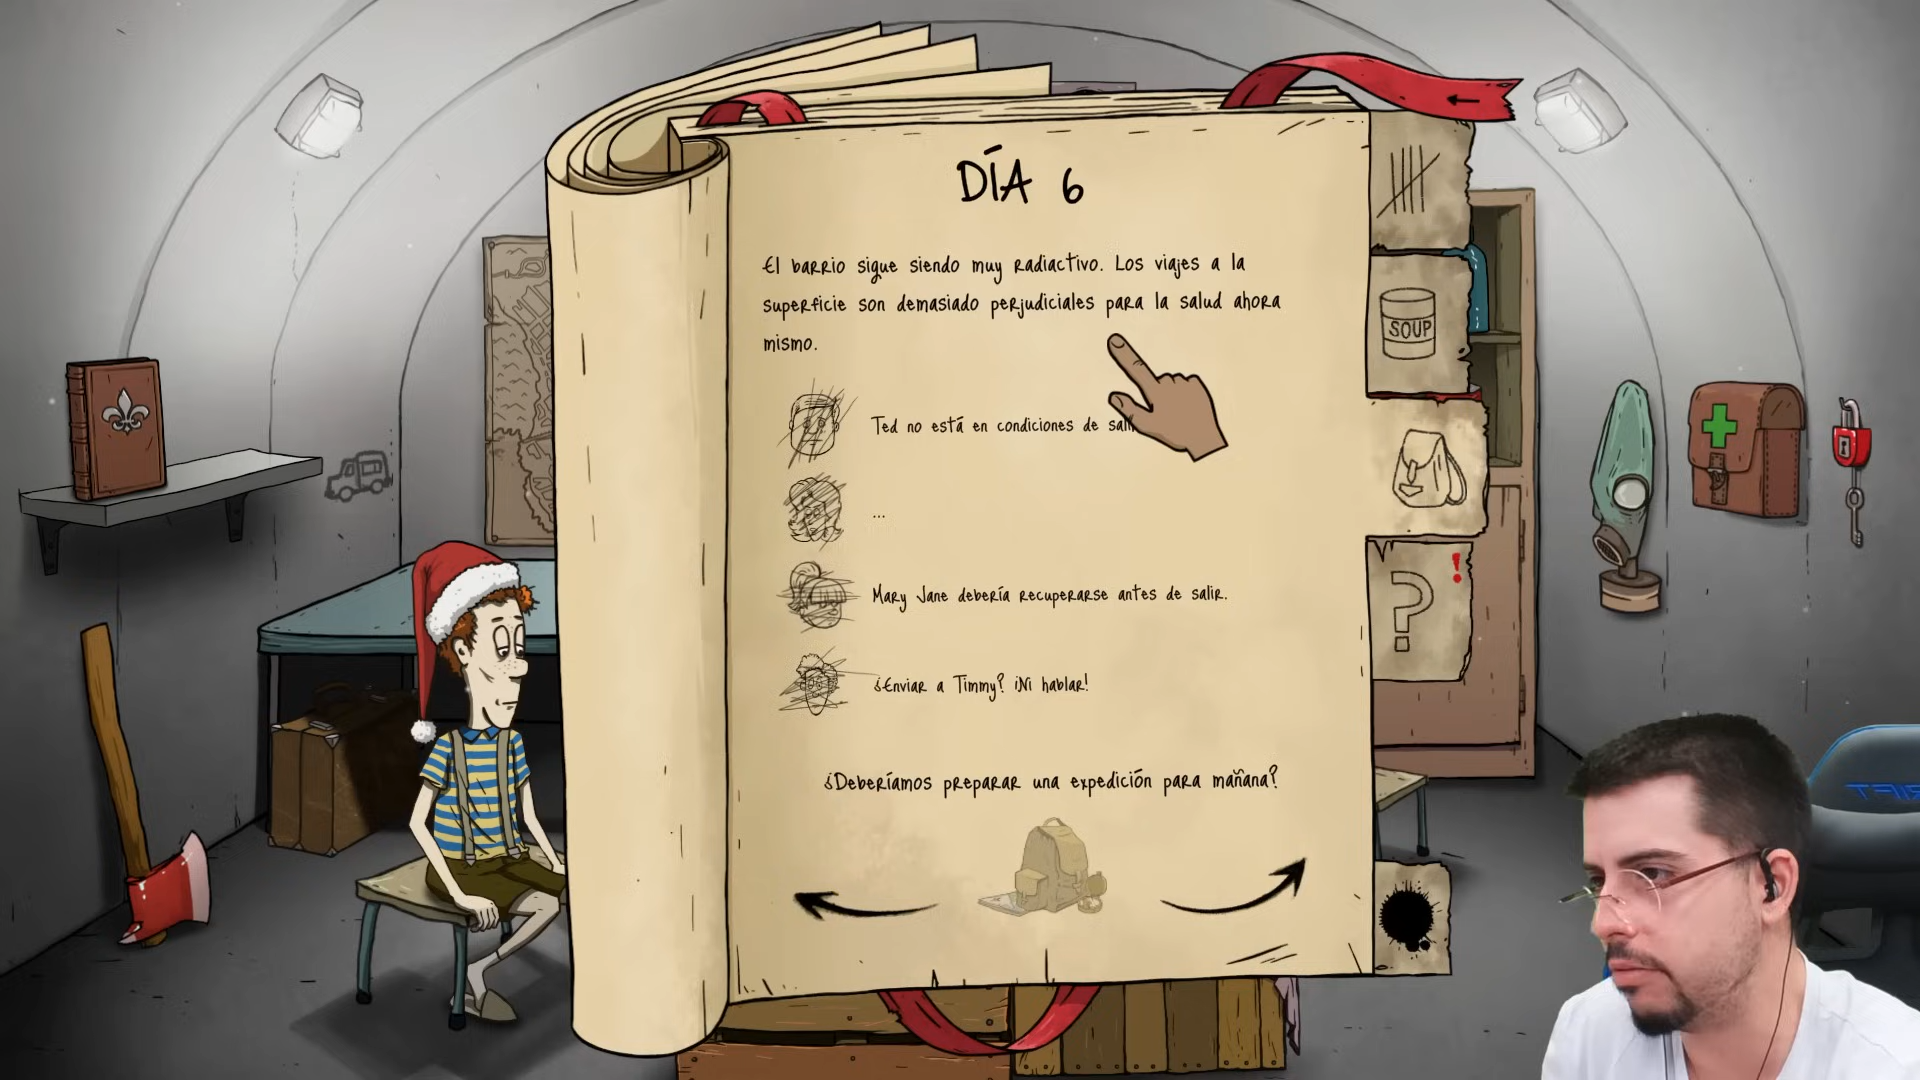 DÍA 6
El barrio sigue siendo muy radiactivo. Los viajes a la
superficie son demasiado perjudiciales para la salud ahora
mismo.
SOUP
Ted no está en condiciones de
...
Mary Jane debería recuperarse antes de salir.
¿Enviar a Timmy? ¡Ni hablar!
¿Deberíamos preparar una expedición para mañana?